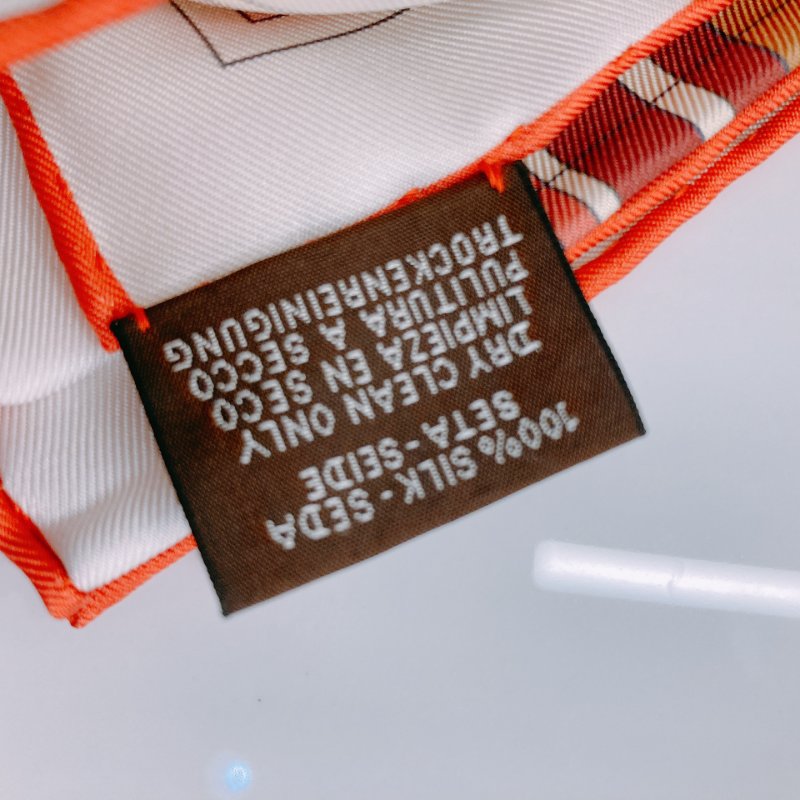 100% SILK - SEDA
SETA - SEIDE
DRY CLEAN ONLY
LIMPIEZA EN SECO
PULITURA A SECCO
TROCKENREINIGUNG